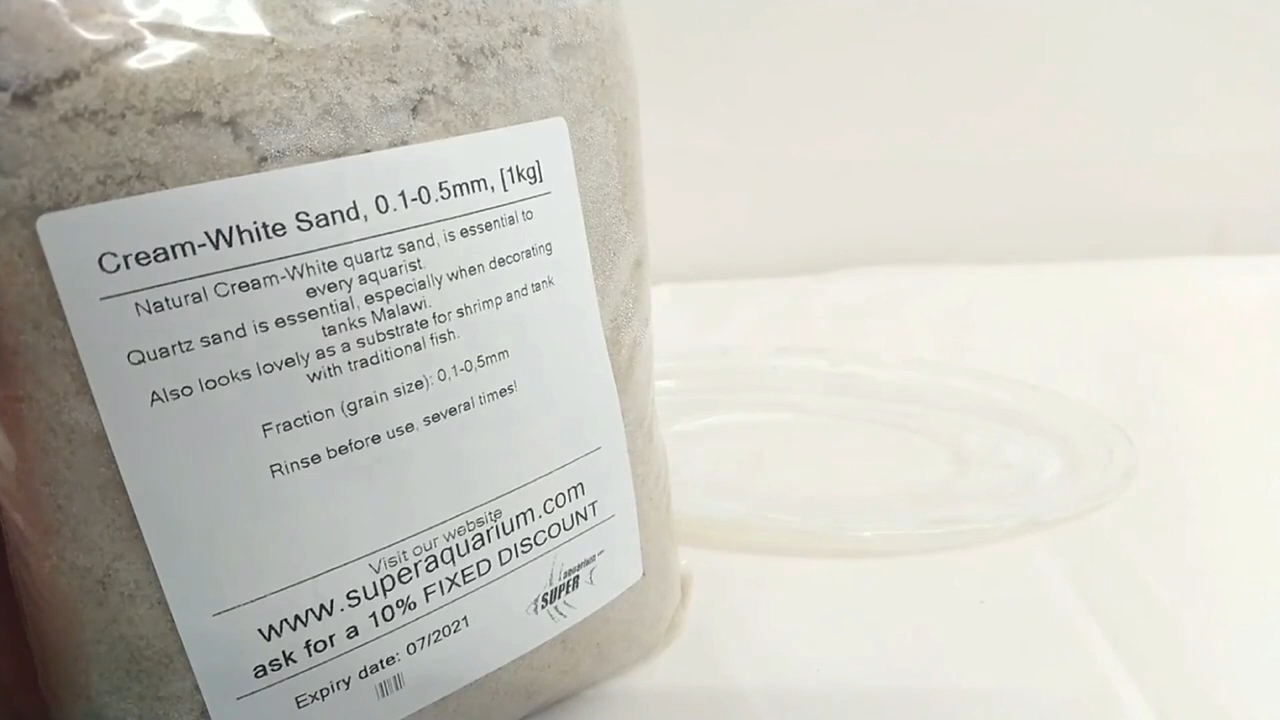 Cream-White Sand, 0.1-0.5mm, [1kg]
Natural Cream-White quartz sand, is essential to
every aquarist.
Quartz sand is essential, especially when decorating
tanks Malawi.
Also looks lovely as a substrate for shrimp and tank
with traditional fish.
Fraction (grain size): 0,1-0,5mm
Rinse before use, several times!
Visit our website
www.superaquarium.com
ask for a 10% FIXED DISCOUNT
aquarium
SUPER
Expiry date: 07/2021